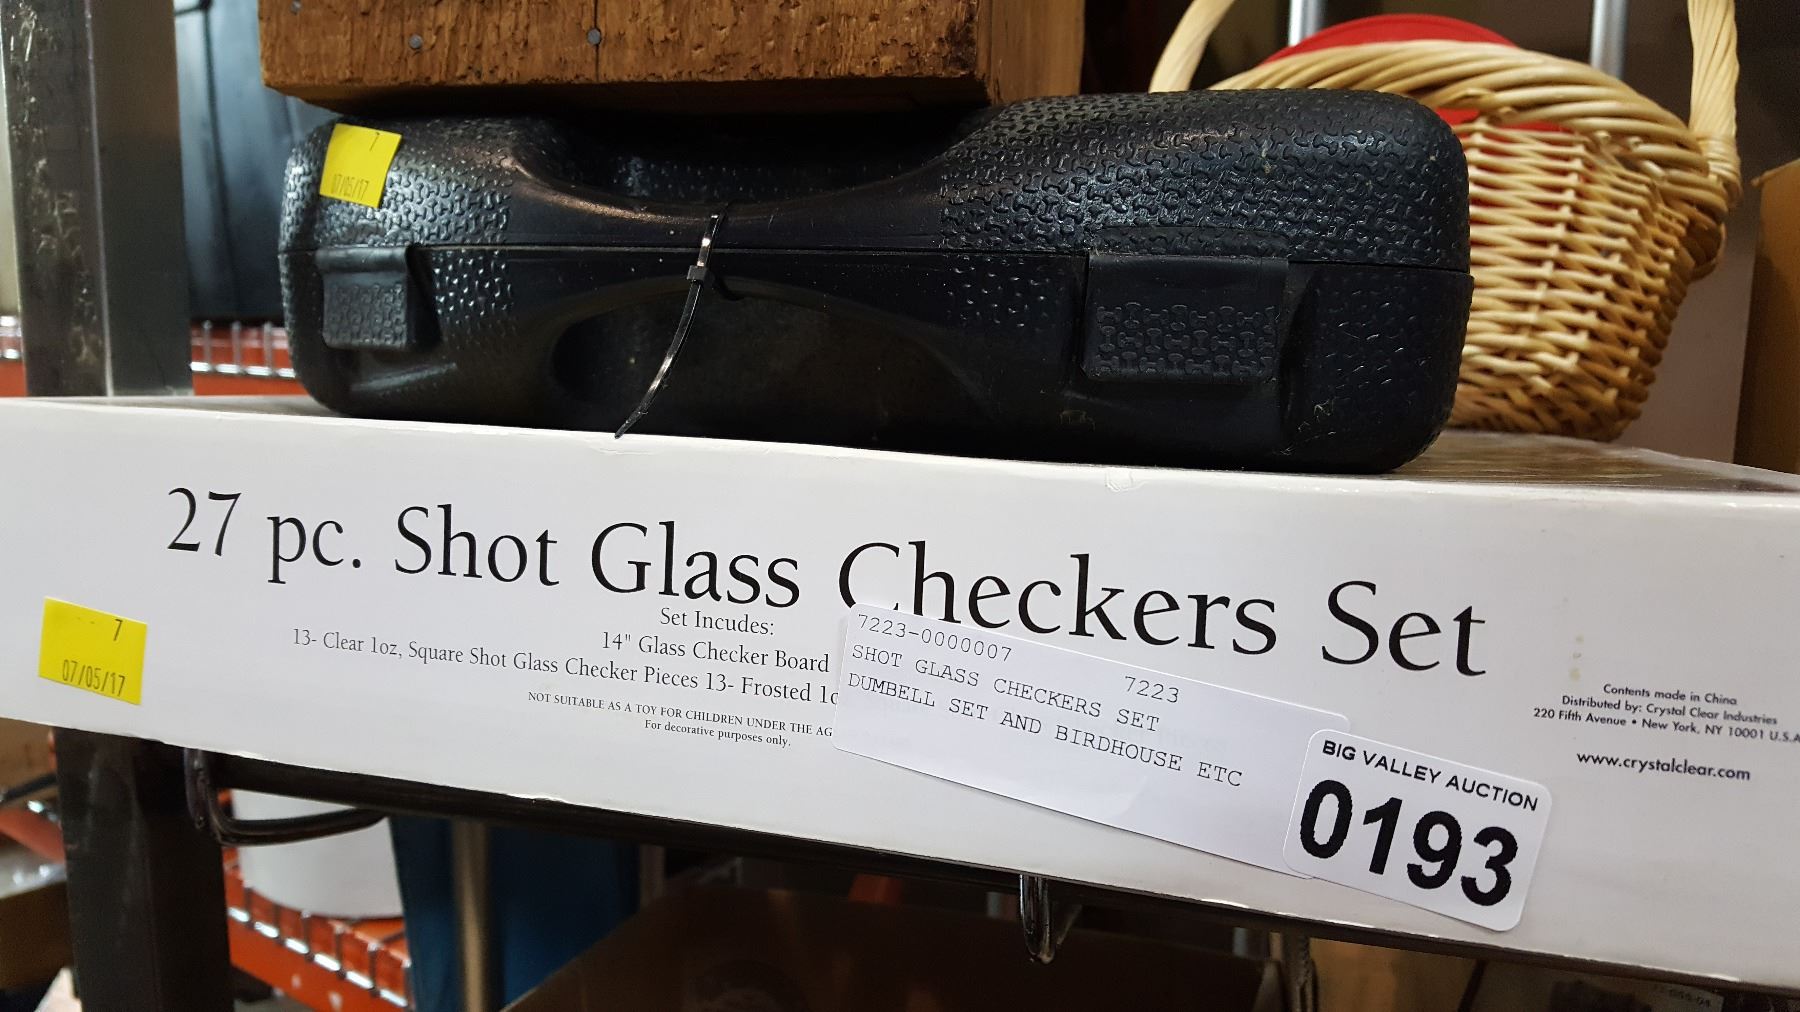 7
07/05/17
27 pc. Shot Glass Checkers Set
Set Incudes:
14" Glass Checker Board
13- Clear 1oz, Square Shot Glass Checker Pieces 13- Frosted
NOT SUITABLE AS A TOY FOR CHILDREN UNDER THE
For decorative purposes only.
7
07/05/17
7223-0000007
7223
SHOT GLASS CHECKERS SET
DUMBELL SET AND BIRDHOUSE ETC
BIG VALLEY AUCTION
0193
Contents made in China
Distributed by: Crystal Clear Industries
220 Fifth Avenue • New York, NY 10001 U.S.A
www.crystalclear.com